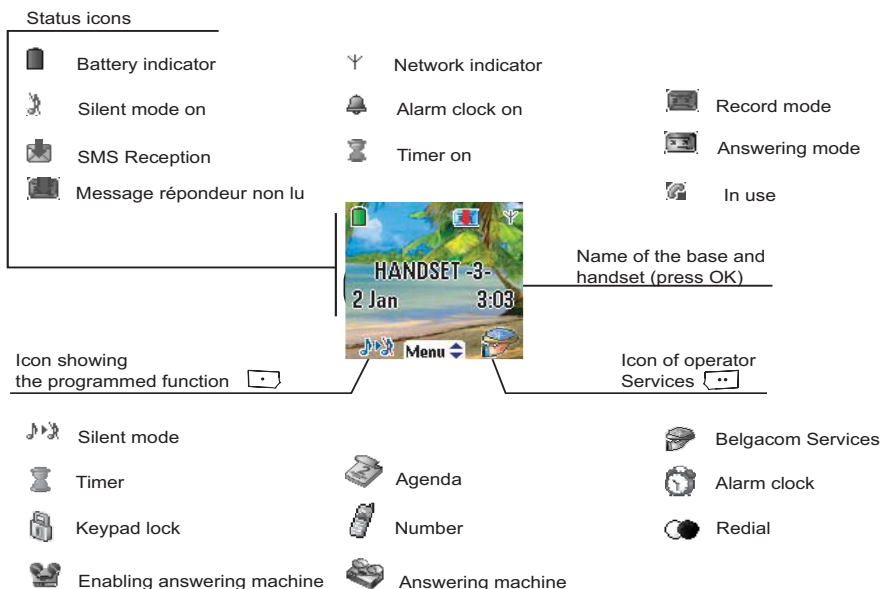 Status icons
Battery indicator
Network indicator
Silent mode on
Alarm clock on
Record mode
SMS Reception
Timer on
Answering mode
Message répondeur non lu
In use
HANDSET -3-
2 Jan 3:03
Menu
Name of the base and
handset (press OK)
Icon showing
the programmed function
Icon of operator
Services
Silent mode
Belgacom Services
Timer
Agenda
Alarm clock
Keypad lock
Number
Redial
Enabling answering machine
Answering machine